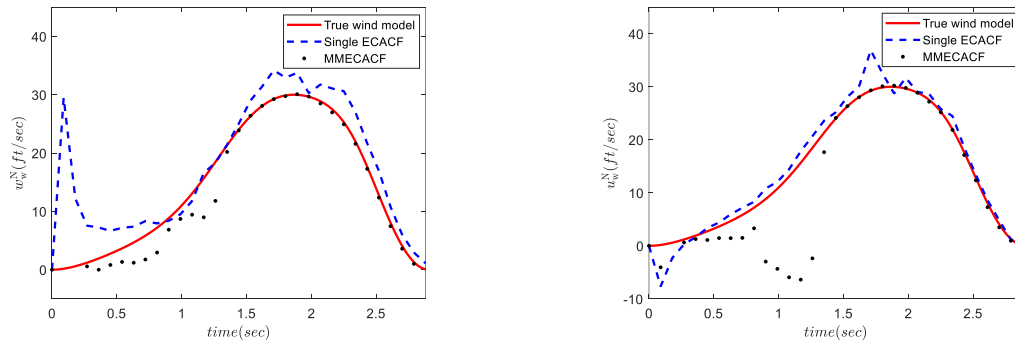 40
30
20
10
0
w_w^N(ft/sec)
0 0.5 1 1.5 2 2.5
time(sec)
True wind model
Single ECACF
MMECACF
40
30
20
10
0
-10
u_w^N(ft/sec)
0 0.5 1 1.5 2 2.5
time(sec)
True wind model
Single ECACF
MMECACF